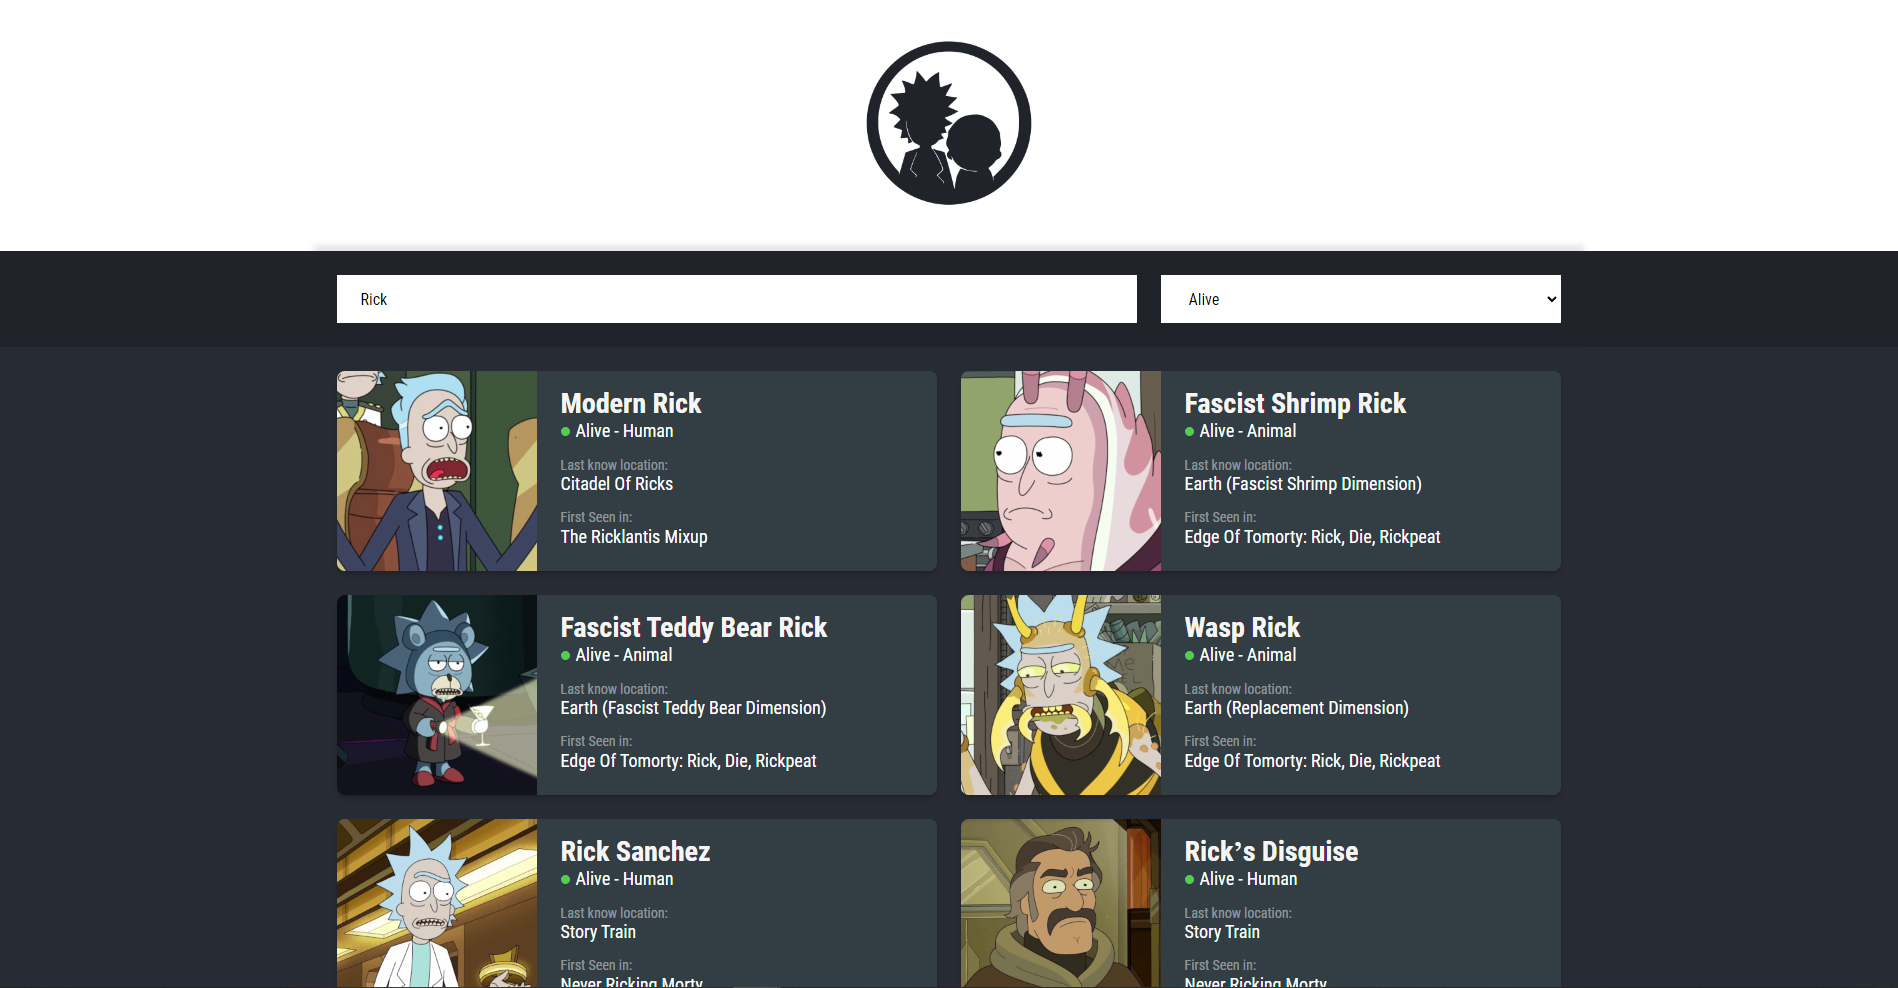 Rick
Alive
Modern Rick
Alive - Human
Last know location:
Citadel Of Ricks
First Seen in:
The Ricklantis Mixup
Fascist Shrimp Rick
Alive - Animal
Last know location:
Earth (Fascist Shrimp Dimension)
First Seen in:
Edge Of Tomorty: Rick, Die, Rickpeat
Fascist Teddy Bear Rick
Alive - Animal
Last know location:
Earth (Fascist Teddy Bear Dimension)
First Seen in:
Edge Of Tomorty: Rick, Die, Rickpeat
Wasp Rick
Alive - Animal
Last know location:
Earth (Replacement Dimension)
First Seen in:
Edge Of Tomorty: Rick, Die, Rickpeat
Rick Sanchez
Alive - Human
Last know location:
Story Train
First Seen in:
Never Ricking Morty
Rick’s Disguise
Alive - Human
Last know location:
Story Train
First Seen in:
Never Ricking Morty